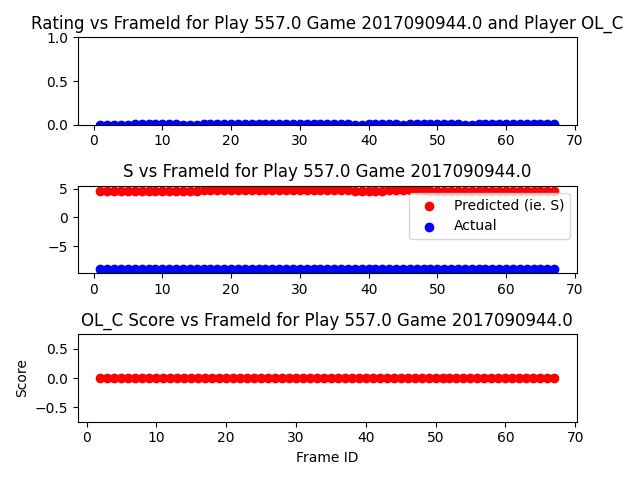 Rating vs FrameId for Play 557.0 Game 2017090944.0 and Player OL_C
1.0
0.5
0.0
0 10 20 30 40 50 60 70
S vs FrameId for Play 557.0 Game 2017090944.0
5
0
−5
Predicted (ie. S)
Actual
0 10 20 30 40 50 60 70
OL_C Score vs FrameId for Play 557.0 Game 2017090944.0
Score
0.5
0.0
−0.5
0 10 20 30 40 50 60 70
Frame ID